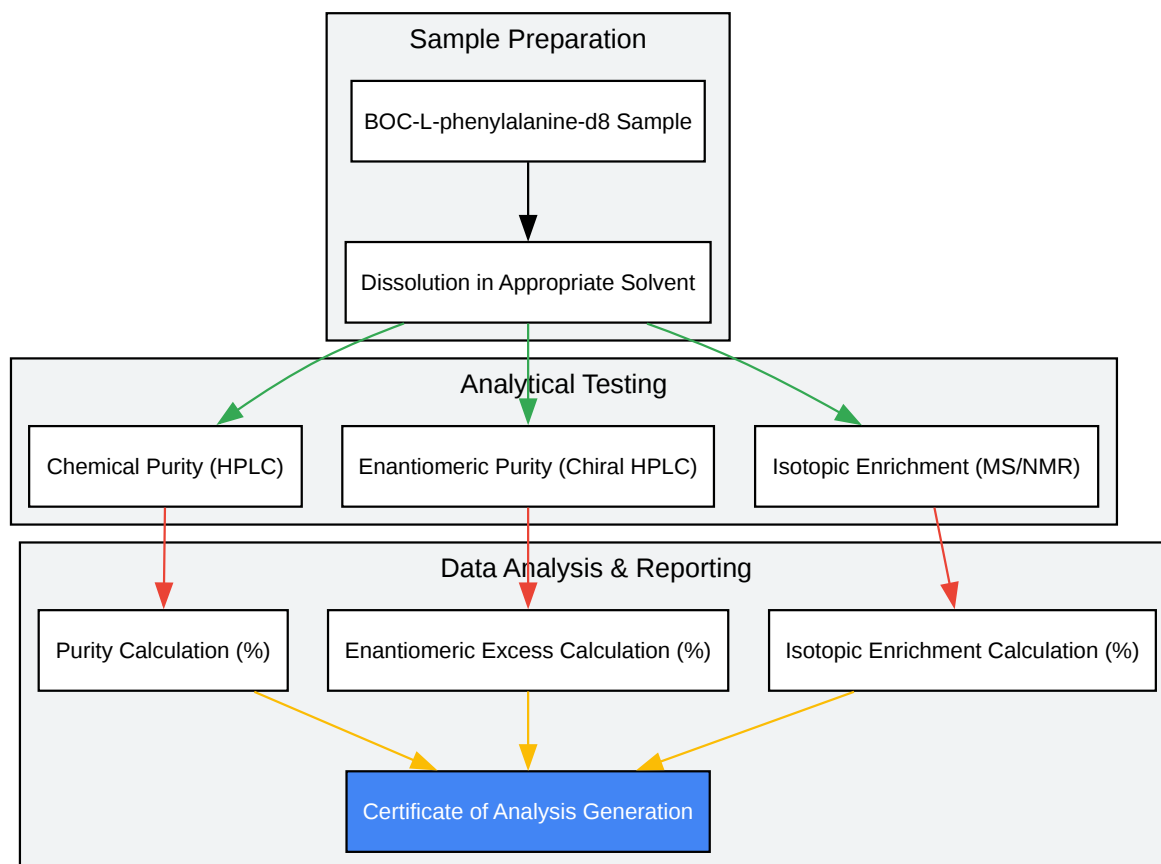 Sample Preparation
BOC-L-phenylalanine-d8 Sample
Dissolution in Appropriate Solvent
Analytical Testing
Chemical Purity (HPLC)
Enantiomeric Purity (Chiral HPLC)
Isotopic Enrichment (MS/NMR)
Data Analysis & Reporting
Purity Calculation (%)
Enantiomeric Excess Calculation (%)
Isotopic Enrichment Calculation (%)
Certificate of Analysis Generation